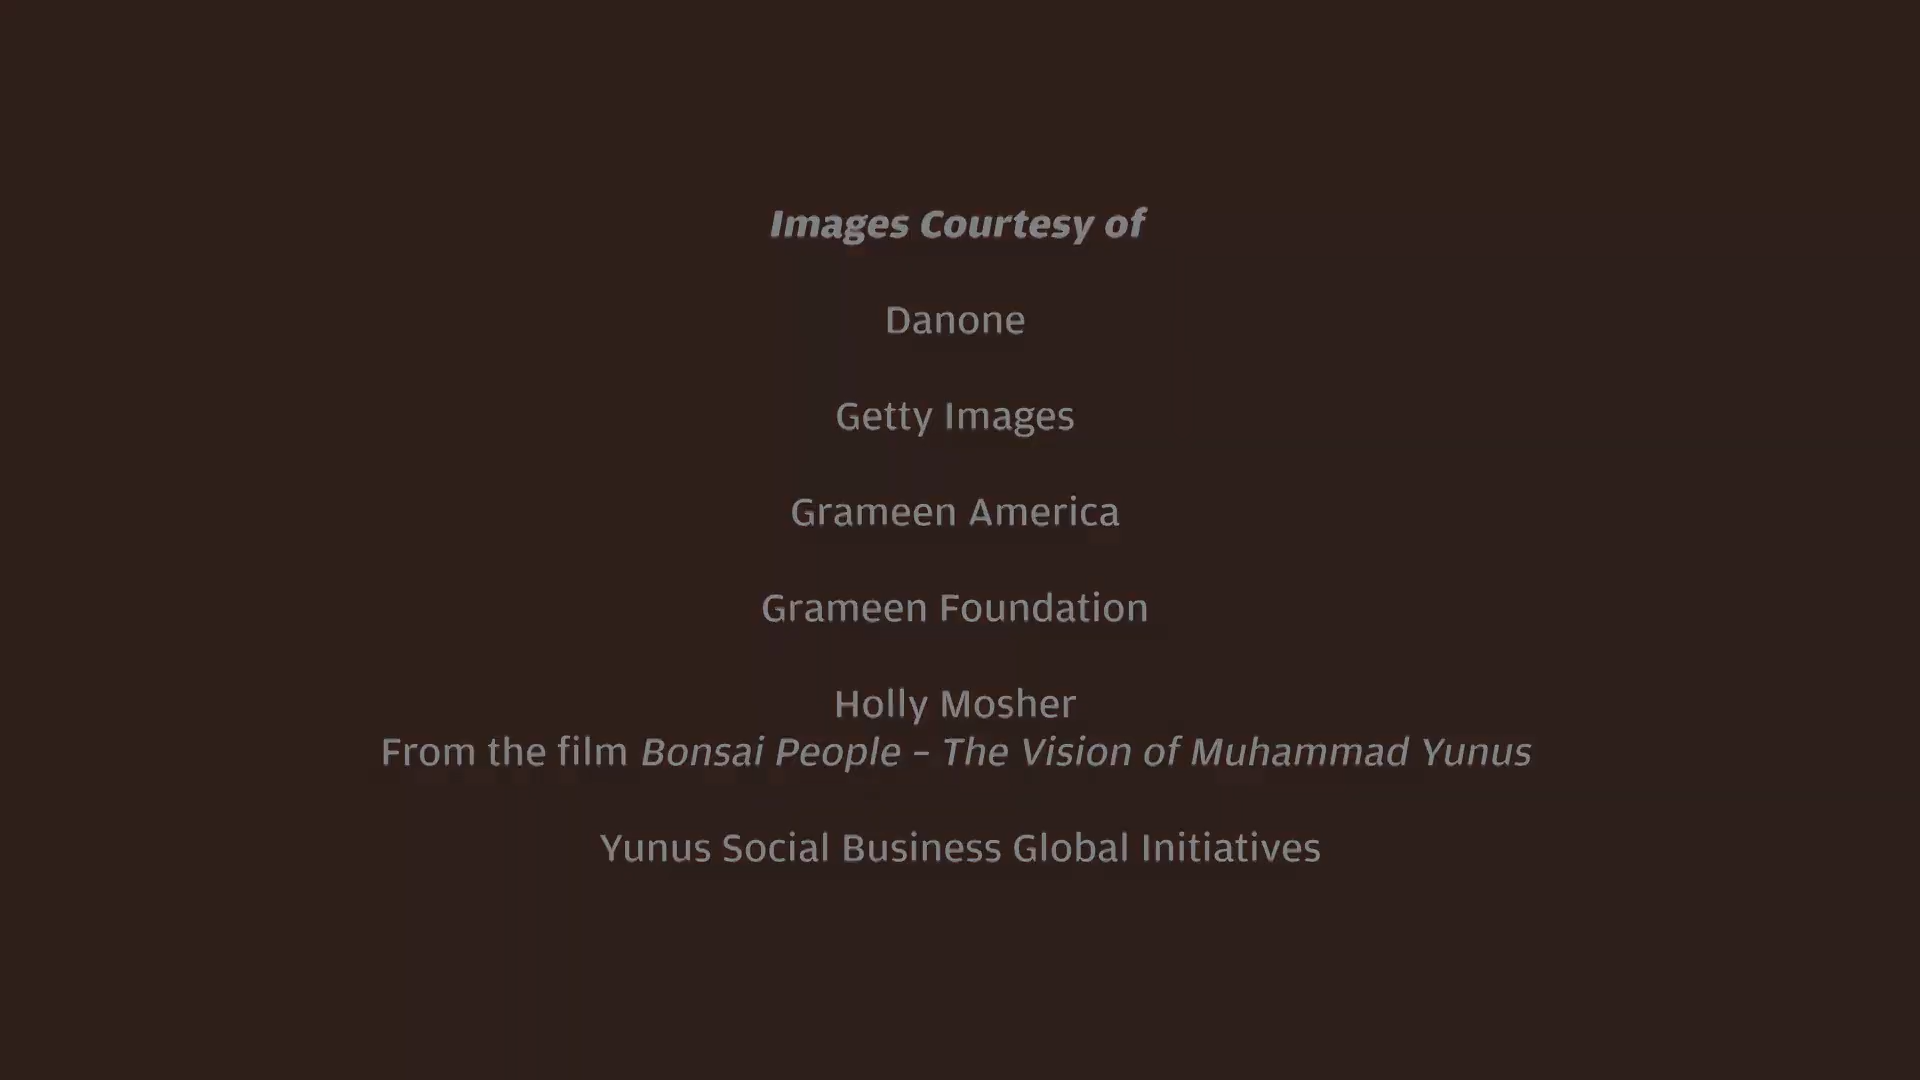 Images Courtesy of
Danone
Getty Images
Grameen America
Grameen Foundation
Holly Mosher
From the film Bonsai People – The Vision of Muhammad Yunus
Yunus Social Business Global Initiatives